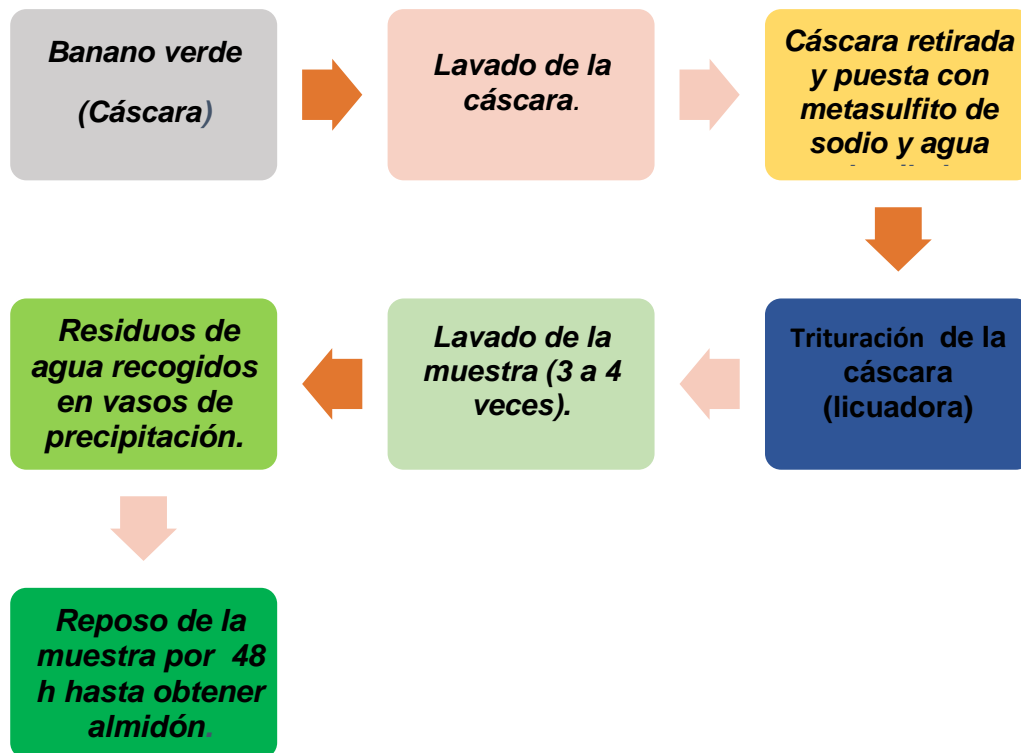 Banano verde
(Cáscara)
Lavado de la
cáscara.
Cáscara retirada
y puesta con
metasulfito de
sodio y agua
Trituración de la
cáscara
(licuadora)
Lavado de la
muestra (3 a 4
veces).
Residuos de
agua recogidos
en vasos de
precipitación.
Reposo de la
muestra por 48
h hasta obtener
almidón.